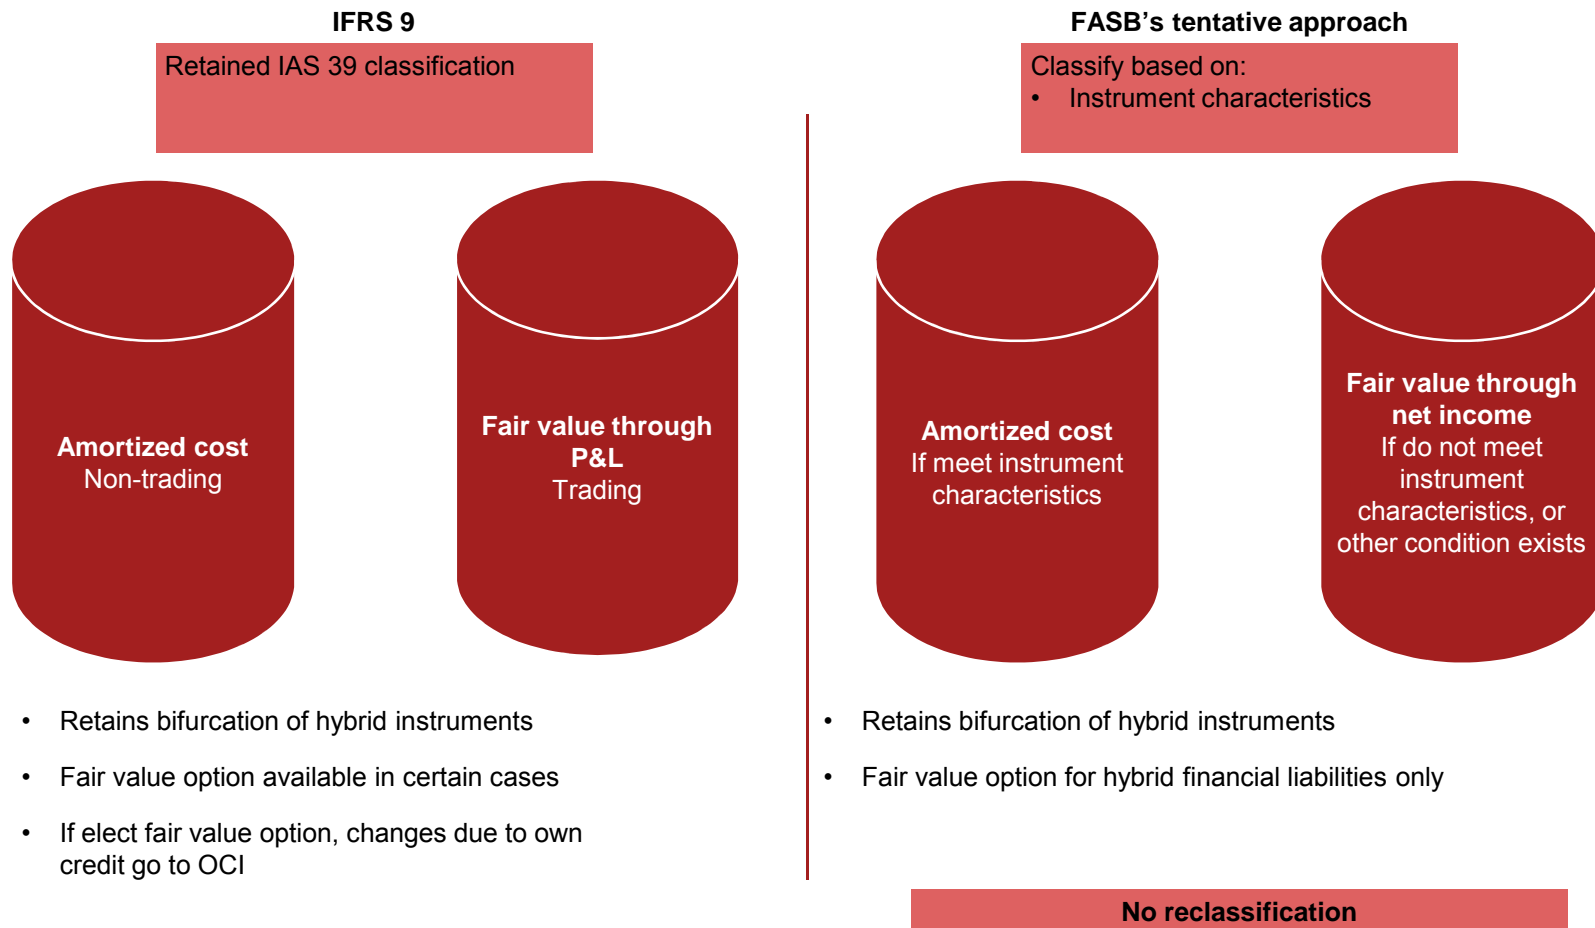 IFRS 9
Retained IAS 39 classification
Amortized cost
Non-trading
Fair value through
P&L
Trading
• Retains bifurcation of hybrid instruments
• Fair value option available in certain cases
• If elect fair value option, changes due to own
credit go to OCI
FASB’s tentative approach
Classify based on:
• Instrument characteristics
Amortized cost
If meet instrument
characteristics
Fair value through
net income
If do not meet
instrument
characteristics, or
other condition exists
• Retains bifurcation of hybrid instruments
• Fair value option for hybrid financial liabilities only
No reclassification